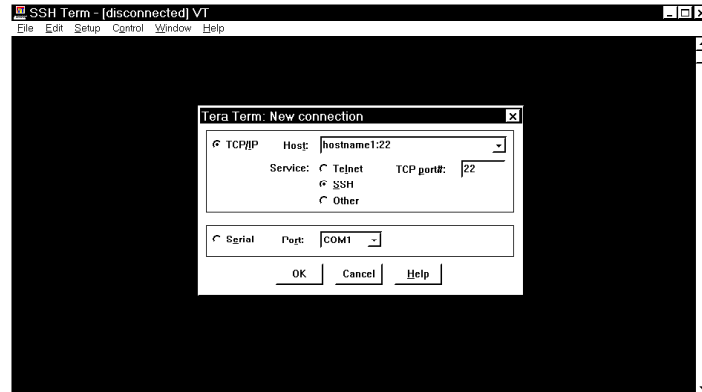 SSH Term - [disconnected] VT
File Edit Setup Control Window Help
Tera Term: New connection
TCP/IP Host: hostname1:22
Service: Telnet TCP port#: 22
SSH
Other
Serial Port: COM1
OK Cancel Help